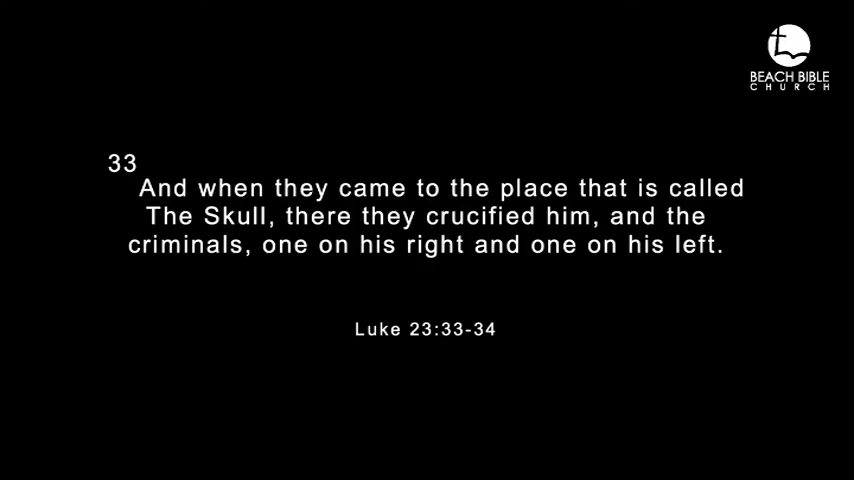 BEACH BIBLE
CHURCH
33
And when they came to the place that is called
The Skull, there they crucified him, and the
criminals, one on his right and one on his left.
Luke 23:33-34